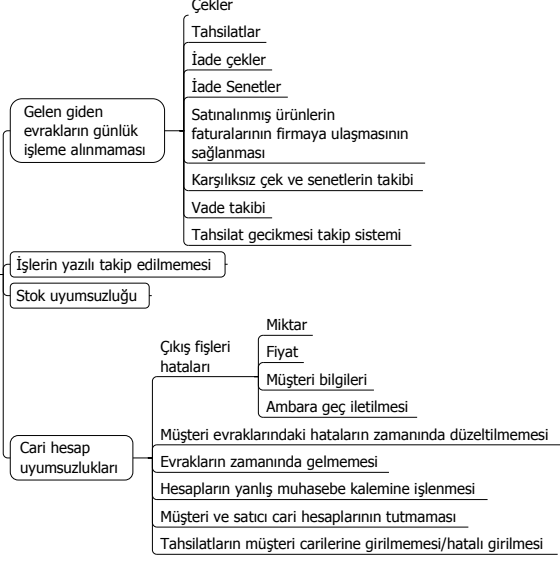 Çekler
Tahsilatlar
İade çekler
İade Senetler
Gelen giden
evrakların günlük
işleme alınmaması
Satınalınmış ürünlerin
faturalarının firmaya ulaşmasının
sağlanması
Karşılıksız çek ve senetlerin takibi
Vade takibi
Tahsilat gecikmesi takip sistemi
İşlerin yazılı takip edilmemesi
Stok uyumsuzluğu
Cari hesap
uyumsuzlukları
Çıkış fişleri
hataları
Miktar
Fiyat
Müşteri bilgileri
Ambara geç iletilmesi
Müşteri evraklarındaki hataların zamanında düzeltilmemesi
Evrakların zamanında gelmemesi
Hesapların yanlış muhasebe kalemine işlenmesi
Müşteri ve satıcı cari hesaplarının tutmaması
Tahsilatların müşteri carilerine girilmemesi/hatalı girilmesi